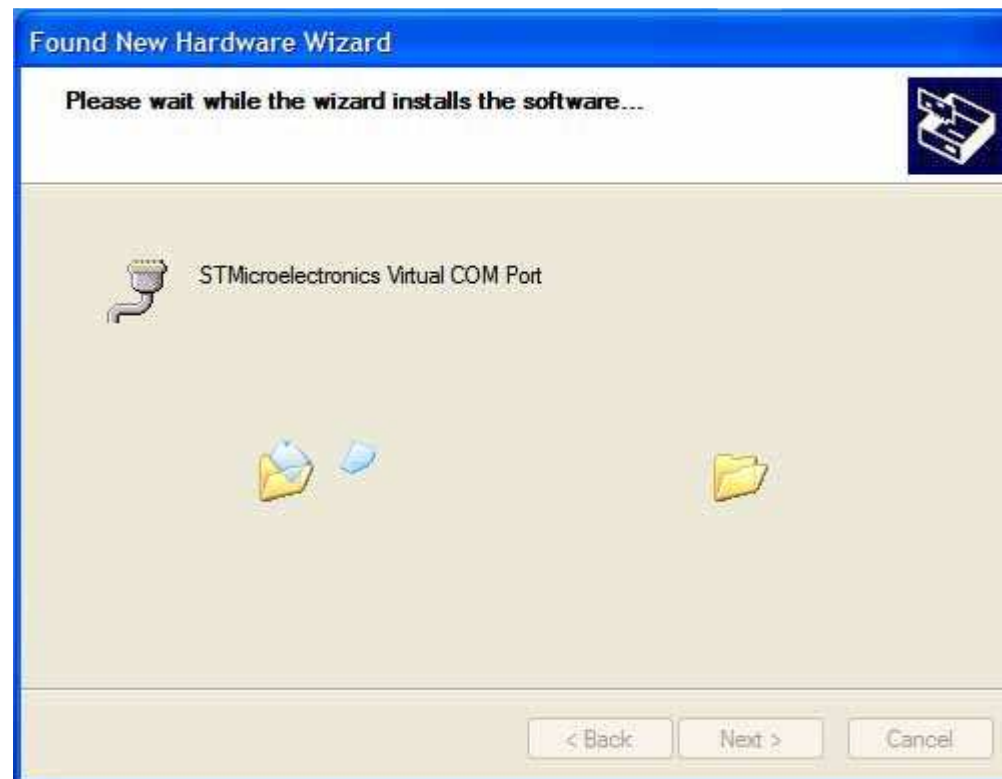 Found New Hardware Wizard
Please wait while the wizard installs the software...
STMicroelectronics Virtual COM Port
< Back Next > Cancel